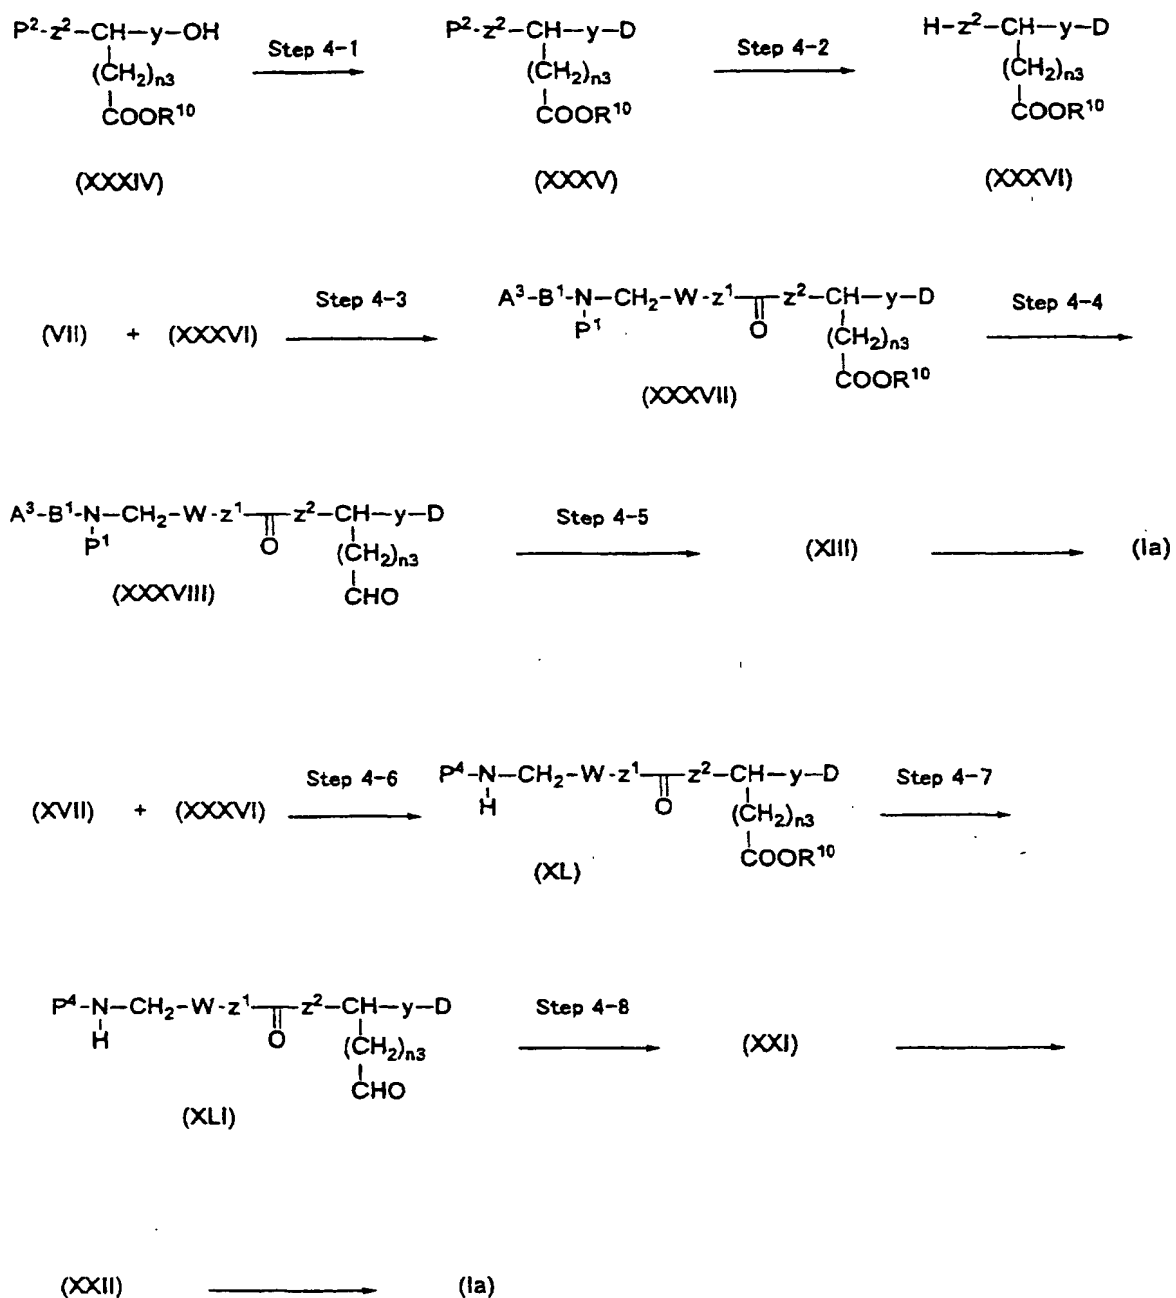 P²-z²-CH-y-OH
Step 4-1
P²-z²-CH-y-D
Step 4-2
H-z²-CH-y-D
(CH₂)n3
(CH₂)n3
(CH₂)n3
COOR¹⁰
COOR¹⁰
COOR¹⁰
(XXXIV)
(XXXV)
(XXXVI)
(VII) + (XXXVI)
Step 4-3
A³-B¹-N-CH₂-W-z¹
z²-CH-y-D
Step 4-4
P¹
O
(CH₂)n3
COOR¹⁰
(XXXVII)
A³-B¹-N-CH₂-W-z¹
z²-CH-y-D
Step 4-5
(XIII)
(Ia)
P¹
O
(CH₂)n3
CHO
(XXXVIII)
(XVII) + (XXXVI)
Step 4-6
P⁴-N-CH₂-W-z¹
z²-CH-y-D
Step 4-7
H
O
(CH₂)n3
COOR¹⁰
(XL)
P⁴-N-CH₂-W-z¹
z²-CH-y-D
Step 4-8
(XXI)
H
O
(CH₂)n3
CHO
(XLI)
(XXII)
(Ia)